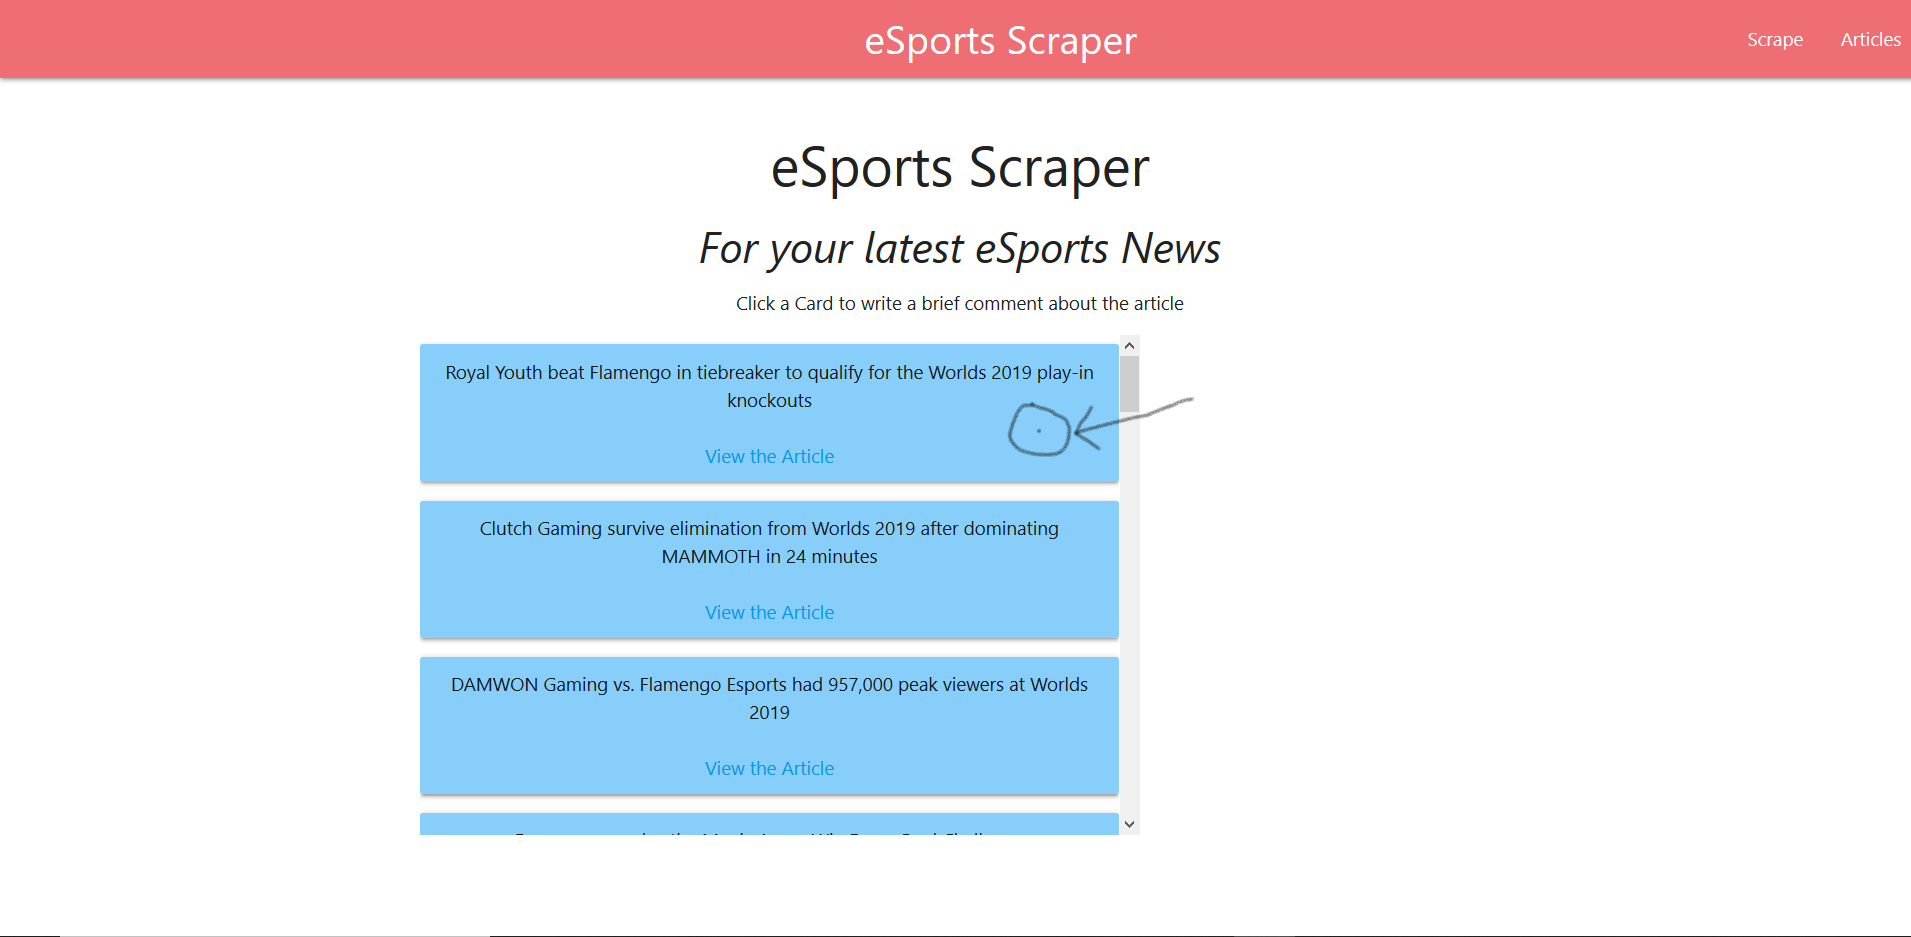 eSports Scraper
Scrape
Articles
eSports Scraper
For your latest eSports News
Click a Card to write a brief comment about the article
Royal Youth beat Flamengo in tiebreaker to qualify for the Worlds 2019 play-in
knockouts
View the Article
Clutch Gaming survive elimination from Worlds 2019 after dominating
MAMMOTH in 24 minutes
View the Article
DAMWON Gaming vs. Flamengo Esports had 957,000 peak viewers at Worlds
2019
View the Article